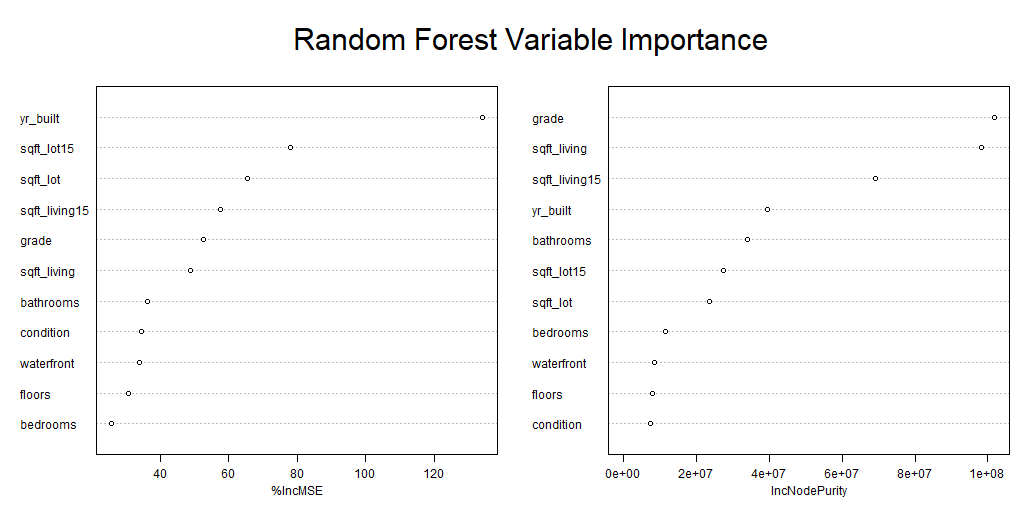 Random Forest Variable Importance
yr_built
sqft_lot15
sqft_lot
sqft_living15
grade
sqft_living
bathrooms
condition
waterfront
floors
bedrooms
40 60 80 100 120
%IncMSE
grade
sqft_living
sqft_living15
yr_built
bathrooms
sqft_lot15
sqft_lot
bedrooms
waterfront
floors
condition
0e+00 2e+07 4e+07 6e+07 8e+07 1e+08
IncNodePurity